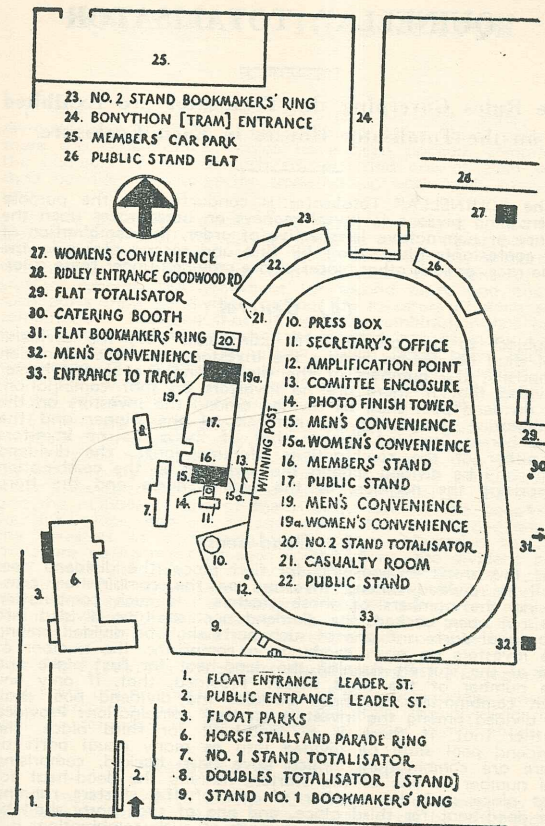 25.
23. NO. 2 STAND BOOKMAKERS' RING
24. BONYTHON [TRAM] ENTRANCE
25. MEMBERS' CAR PARK
26 PUBLIC STAND FLAT
24.
28.
27.
23.
22.
26.
21.
27. WOMENS CONVENIENCE
28. RIDLEY ENTRANCE GOODWOOD RD
29. FLAT TOTALISATOR
30. CATERING BOOTH
31. FLAT BOOKMAKERS' RING
32. MEN'S CONVENIENCE
33. ENTRANCE TO TRACK
20.
19.
19a.
17.
8.
16.
15.
13.
7.
14.
15a.
11.
WINNING POST
10. PRESS BOX
11. SECRETARY'S OFFICE
12. AMPLIFICATION POINT
13. COMITTEE ENCLOSURE
14. PHOTO FINISH TOWER
15. MEN'S CONVENIENCE
15a. WOMEN'S CONVENIENCE
16. MEMBERS' STAND
17. PUBLIC STAND
19. MEN'S CONVENIENCE
19a. WOMEN'S CONVENIENCE
20. NO. 2 STAND TOTALISATOR
21. CASUALTY ROOM
22. PUBLIC STAND
29.
30.
31.
32.
10.
12.
33.
9.
3.
6.
1. FLOAT ENTRANCE LEADER ST.
2. PUBLIC ENTRANCE LEADER ST.
3. FLOAT PARKS
6. HORSE STALLS AND PARADE RING
7. NO. 1 STAND TOTALISATOR
8. DOUBLES TOTALISATOR [STAND]
9. STAND NO. 1 BOOKMAKERS' RING
1.
2.